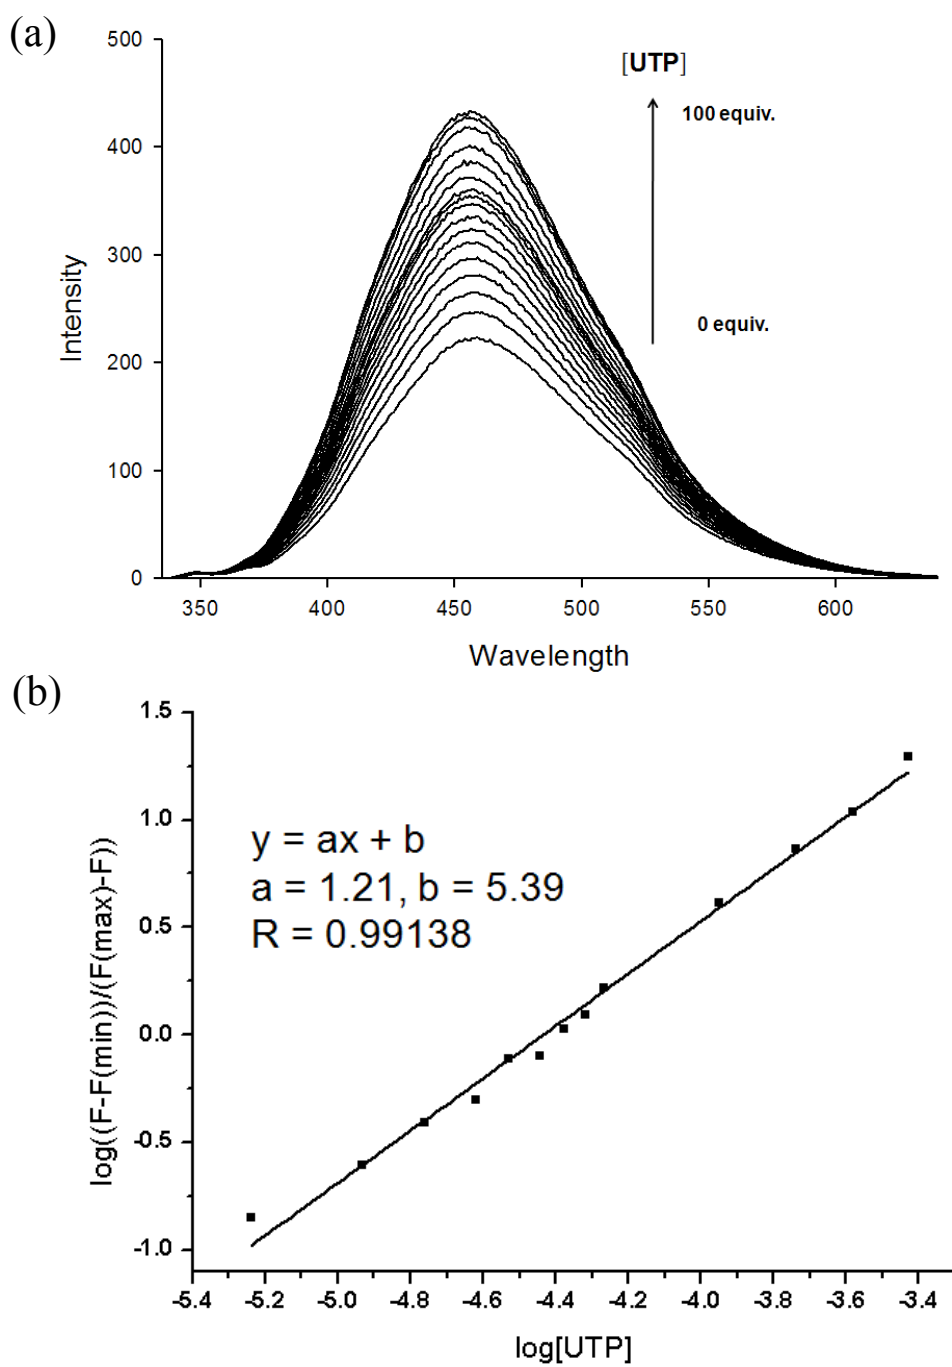 (a)
500
400
300
200
100
0
Intensity
[UTP]
100 equiv.
0 equiv.
350 400 450 500 550 600
Wavelength
(b)
1.5
1.0
0.5
0.0
-0.5
-1.0
log((F-F(min))/(F(max)-F))
y = ax + b
a = 1.21, b = 5.39
R = 0.99138
-5.4 -5.2 -5.0 -4.8 -4.6 -4.4 -4.2 -4.0 -3.8 -3.6 -3.4
log[UTP]